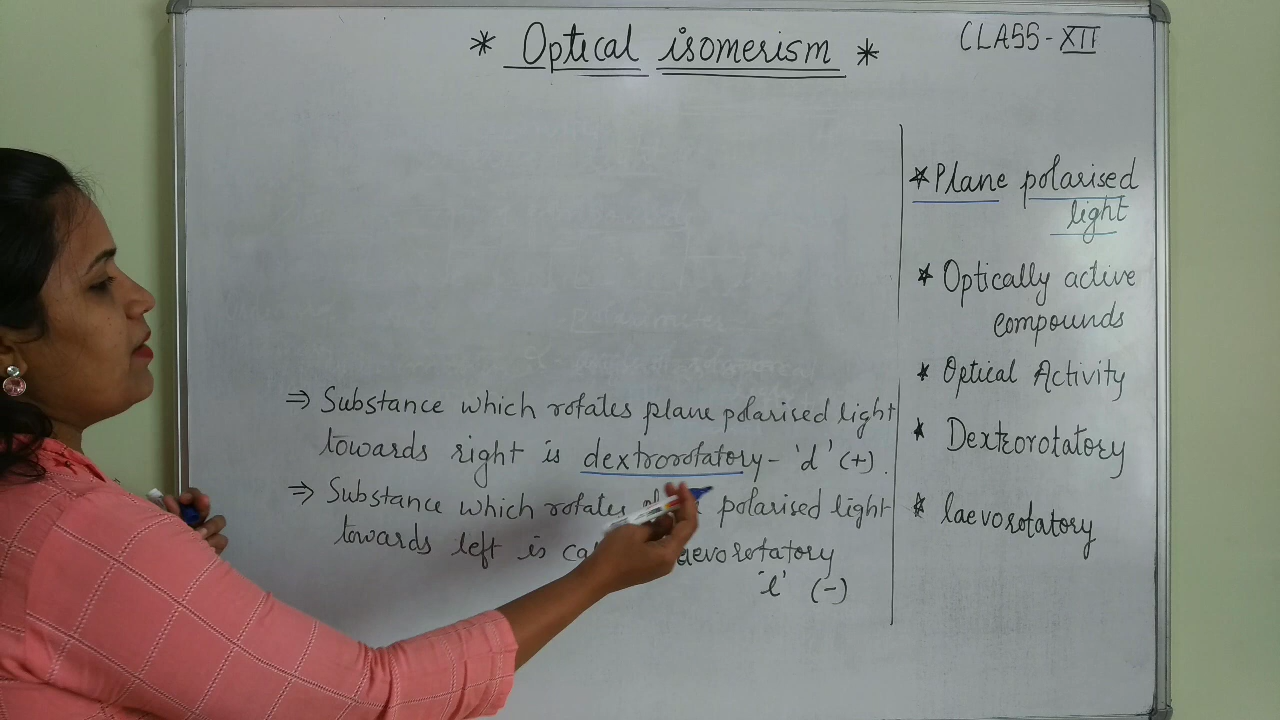 * Optical isomerism *
CLASS - XII
⇒ Substance which rotates plane polarised light
towards right is dextrorotatory - 'd' (+).
⇒ Substance which rotates polarised light
towards left is laevorotatory
'l' (-)
* Plane polarised
light
* Optically active
compounds
* Optical Activity
* Dextrorotatory
* laevorotatory